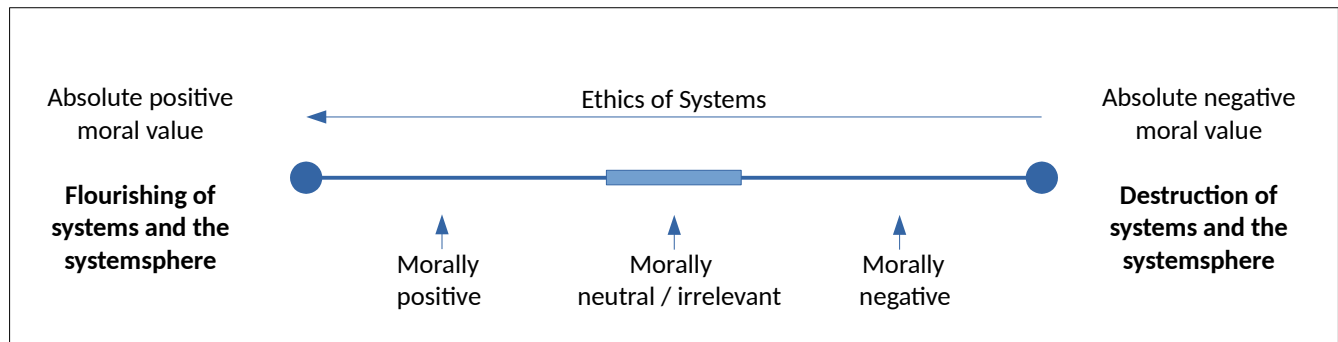 Absolute positive
moral value
Flourishing of
systems and the
systemsphere
Ethics of Systems
Morally
positive
Morally
neutral / irrelevant
Morally
negative
Absolute negative
moral value
Destruction of
systems and the
systemsphere